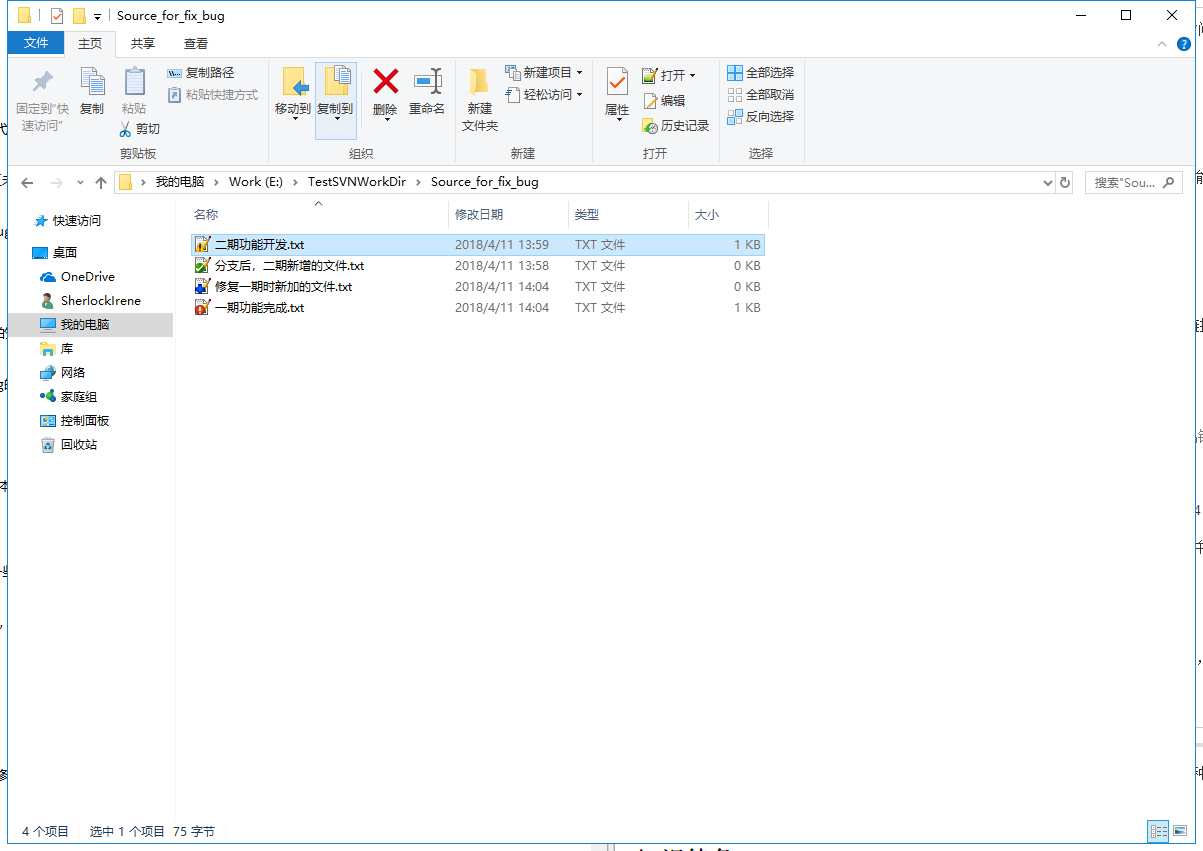 Source_for_fix_bug
文件 主页 共享 查看
固定到"快速访问"
复制
粘贴
复制路径
粘贴快捷方式
剪切
剪贴板
移动到
复制到
删除
重命名
组织
新建
文件夹
新建项目
轻松访问
新建
属性
打开
编辑
历史记录
打开
全部选择
全部取消
反向选择
选择
我的电脑 > Work (E:) > TestSVNWorkDir > Source_for_fix_bug
搜索"Sou...
快速访问
桌面
OneDrive
SherlockIrene
我的电脑
库
网络
家庭组
控制面板
回收站
名称 修改日期 类型 大小
二期功能开发.txt 2018/4/11 13:59 TXT 文件 1 KB
分支后，二期新增的文件.txt 2018/4/11 13:58 TXT 文件 0 KB
修复一期时新加的文件.txt 2018/4/11 14:04 TXT 文件 0 KB
一期功能完成.txt 2018/4/11 14:04 TXT 文件 1 KB
4 个项目 选中 1 个项目 75 字节